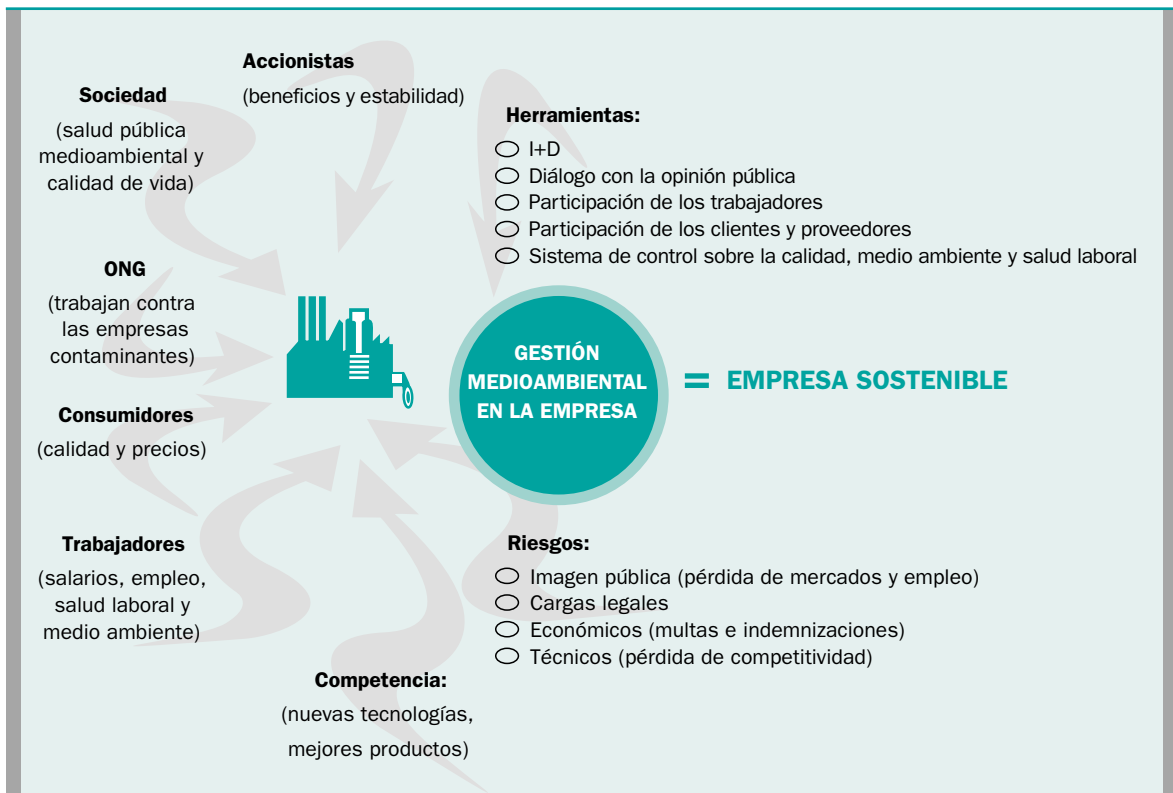 Accionistas
(beneficios y estabilidad)
Sociedad
(salud pública
medioambiental y
calidad de vida)
Herramientas:
I+D
Diálogo con la opinión pública
Participación de los trabajadores
Participación de los clientes y proveedores
Sistema de control sobre la calidad, medio ambiente y salud laboral
ONG
(trabajan contra
las empresas
contaminantes)
GESTIÓN
MEDIOAMBIENTAL
EN LA EMPRESA
= EMPRESA SOSTENIBLE
Consumidores
(calidad y precios)
Trabajadores
(salarios, empleo,
salud laboral y
medio ambiente)
Riesgos:
Imagen pública (pérdida de mercados y empleo)
Cargas legales
Económicos (multas e indemnizaciones)
Técnicos (pérdida de competitividad)
Competencia:
(nuevas tecnologías,
mejores productos)